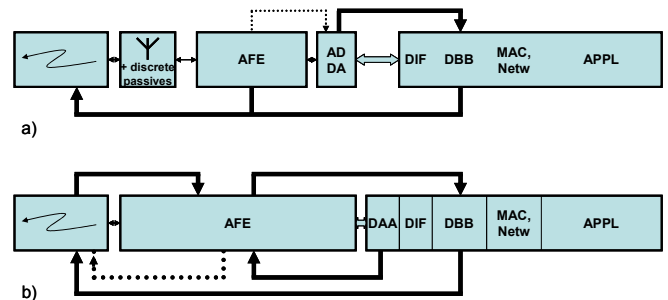 + discrete
passives
AFE
AD
DA
DIF
DBB
MAC,
Netw
APPL
a)
AFE
DAA
DIF
DBB
MAC,
Netw
APPL
b)